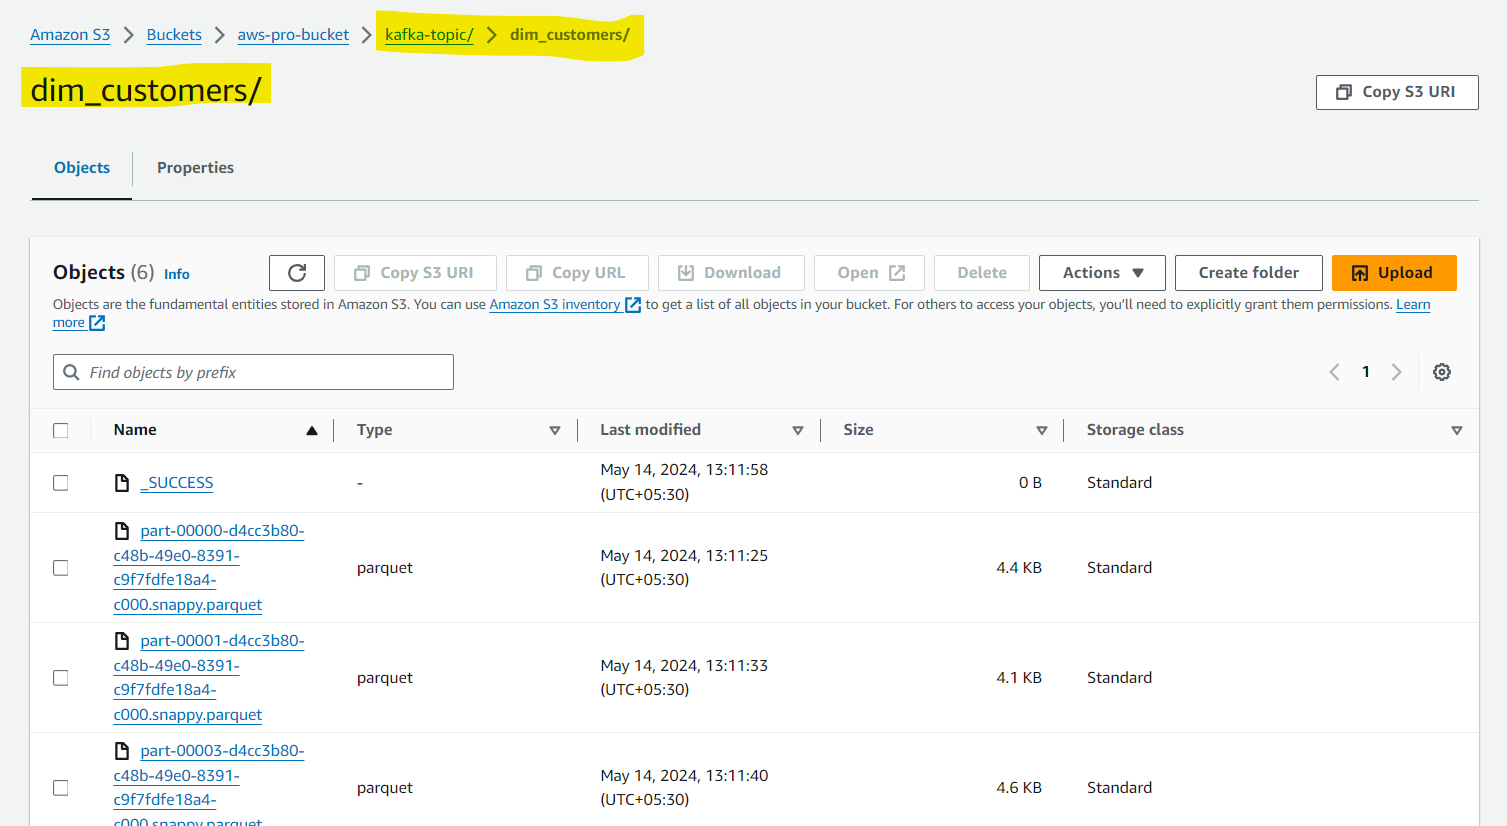 Amazon S3 > Buckets > aws-pro-bucket > kafka-topic/ > dim_customers/
dim_customers/
Copy S3 URI
Objects
Properties
Objects (6) Info
Copy S3 URI
Copy URL
Download
Open
Delete
Actions
Create folder
Upload
Objects are the fundamental entities stored in Amazon S3. You can use Amazon S3 inventory to get a list of all objects in your bucket. For others to access your objects, you'll need to explicitly grant them permissions. Learn
more
Find objects by prefix
1
Name
Type
Last modified
Size
Storage class
_SUCCESS
-
May 14, 2024, 13:11:58
(UTC+05:30)
0 B
Standard
part-00000-d4cc3b80-
c48b-49e0-8391-
c9f7fdfe18a4-
c000.snappy.parquet
parquet
May 14, 2024, 13:11:25
(UTC+05:30)
4.4 KB
Standard
part-00001-d4cc3b80-
c48b-49e0-8391-
c9f7fdfe18a4-
c000.snappy.parquet
parquet
May 14, 2024, 13:11:33
(UTC+05:30)
4.1 KB
Standard
part-00003-d4cc3b80-
c48b-49e0-8391-
c9f7fdfe18a4-
c000.snappy.parquet
parquet
May 14, 2024, 13:11:40
(UTC+05:30)
4.6 KB
Standard